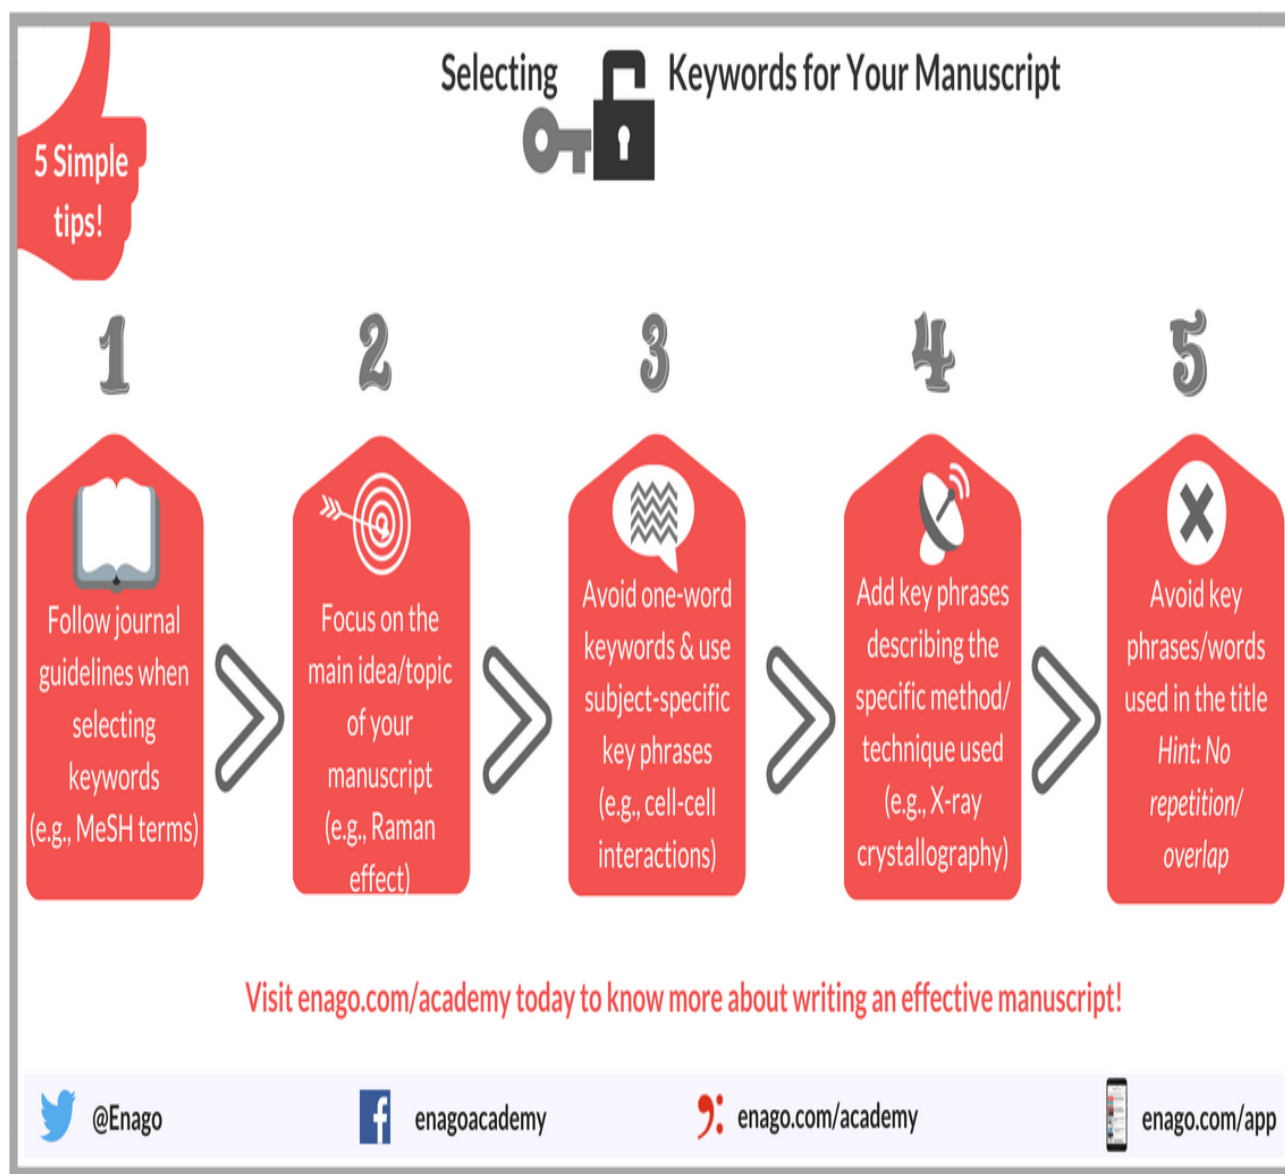 Selecting Keywords for Your Manuscript
5 Simple
tips!
1
Follow journal
guidelines when
selecting
keywords
(e.g., MeSH terms)
2
Focus on the
main idea/topic
of your
manuscript
(e.g., Raman
effect)
3
Avoid one-word
keywords & use
subject-specific
key phrases
(e.g., cell-cell
interactions)
4
Add key phrases
describing the
specific method/
technique used
(e.g., X-ray
crystallography)
5
Avoid key
phrases/words
used in the title
Hint: No
repetition/
overlap
Visit enago.com/academy today to know more about writing an effective manuscript!
@Enago
enagoacademy
enago.com/academy
enago.com/app